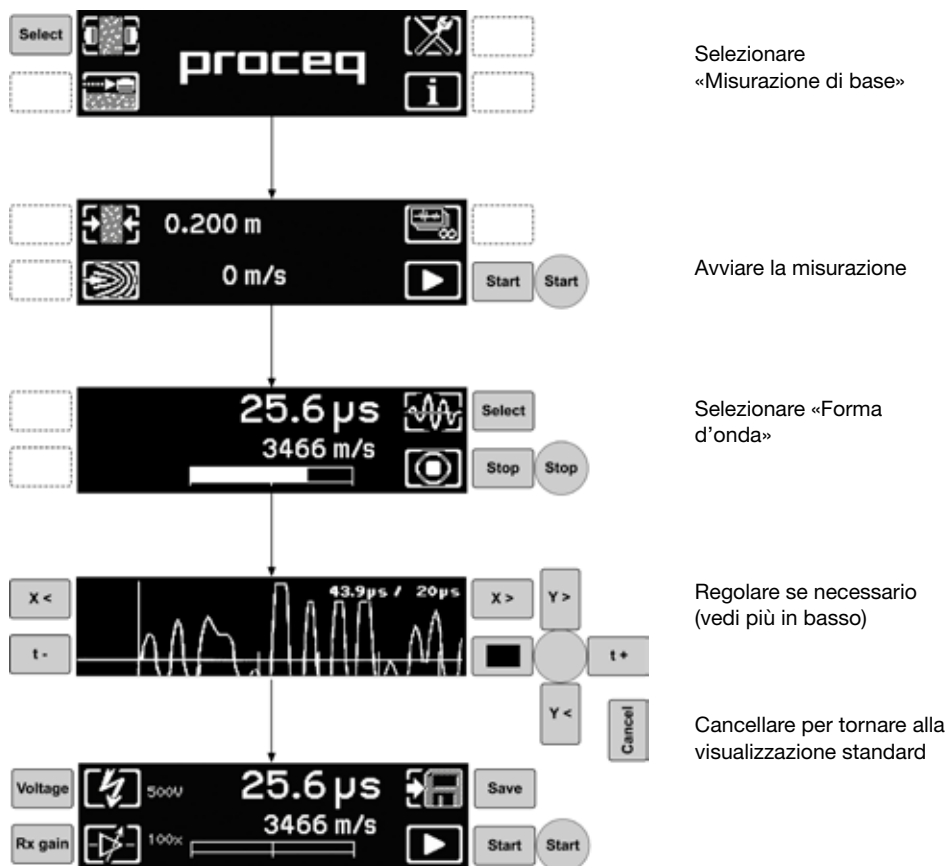 Select
proceq
i
Selezionare
«Misurazione di base»
0.200 m
0 m/s
Start
Start
Avviare la misurazione
25.6 µs
Select
3466 m/s
Stop
Stop
Selezionare «Forma
d’onda»
X <
43.9µs / 20µs
X >
Y >
t -
t +
Y <
Cancel
Regolare se necessario
(vedi più in basso)
Cancellare per tornare alla
visualizzazione standard
Voltage
500V
25.6 µs
Save
Rx gain
100x
3466 m/s
Start
Start